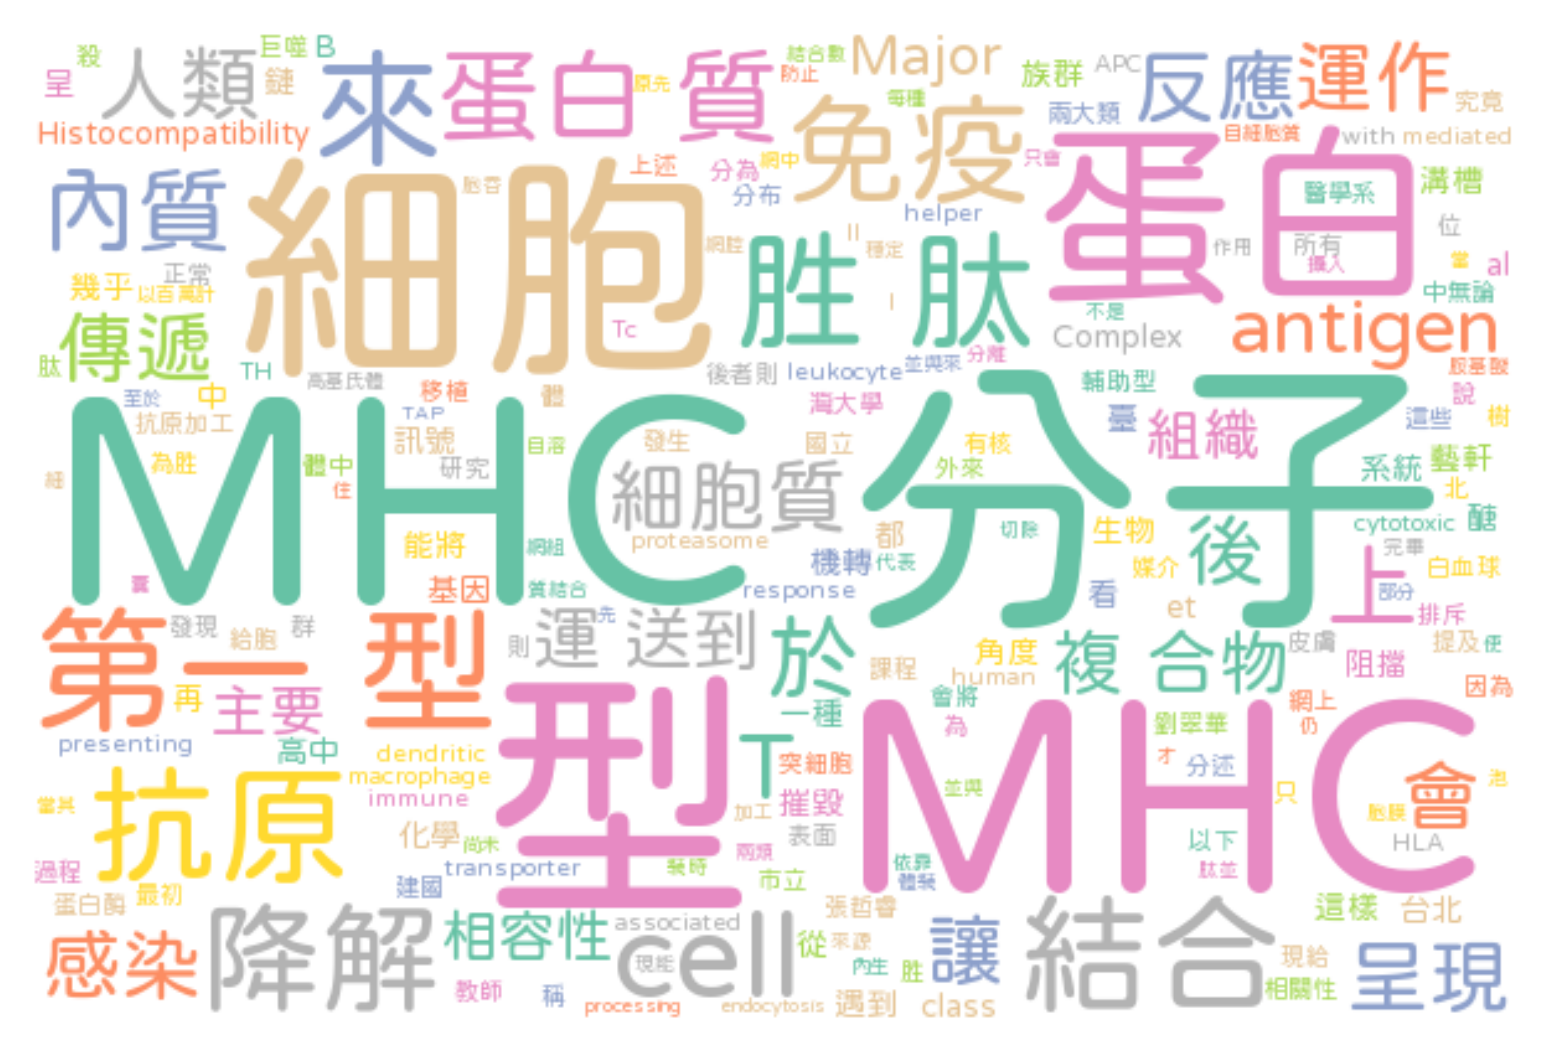 殺
人類
巨噬
B
呈
鏈
來
蛋白
質
原先
結合數
防止
Major
每種
族群
APC
兩大類
反應
運作
究竟
Histocompatibility
免疫
只會
目細胞質
with
mediated
內質
細胞
胞吞
上述
分為
網中
分布
helper
蛋白
醫學系
溝槽
位
網腔
胜
肽
II
穩定
I
作用
所有
攝入
當
al
中無論
正常
幾乎
以百萬計
傳遞
肽
TH
高基氏體
Tc
不是
Complex
antigen
後者則
leukocyte
並與來
分離
胺基酸
至於
中
移植
體
TAP
灣大學
輔助型
說
臺
組織
這些
樹
抗原加工
訊號
自溶
發生
國立
有核
外來
為胜
體中
研究
細
住
MHC
分子
細胞質
系統
藝軒
北
切除
cytotoxic
醣
能將
網組
proteasome
都
機轉
代表
生物
媒介
後
完畢
上
白血球
囊
基因
質結合
response
看
et
部分
排斥
第一
發現
給胞
群
型
則
運
先
送到
於
角度
複
合物
皮膚
提及
便
阻擋
課程
human
再
主要
會將
網上
因為
仍
一種
為
劉翠華
presenting
高中
dendritic
型
T
突細胞
MHC
才
分述
macrophage
immune
當其
抗原
加工
摧毀
並與
只
會
泡
胞膜
表面
化學
尚未
以下
HLA
過程
transporter
兩類
裝時
依靠
體裝
肽並
建國
市立
蛋白酶
最初
降解
相容性
associated
張哲睿
這樣
台北
感染
cell
現能
從
來源
讓
結合
現給
內生
胜
呈現
相關性
教師
稱
processing
endocytosis
遇到
class